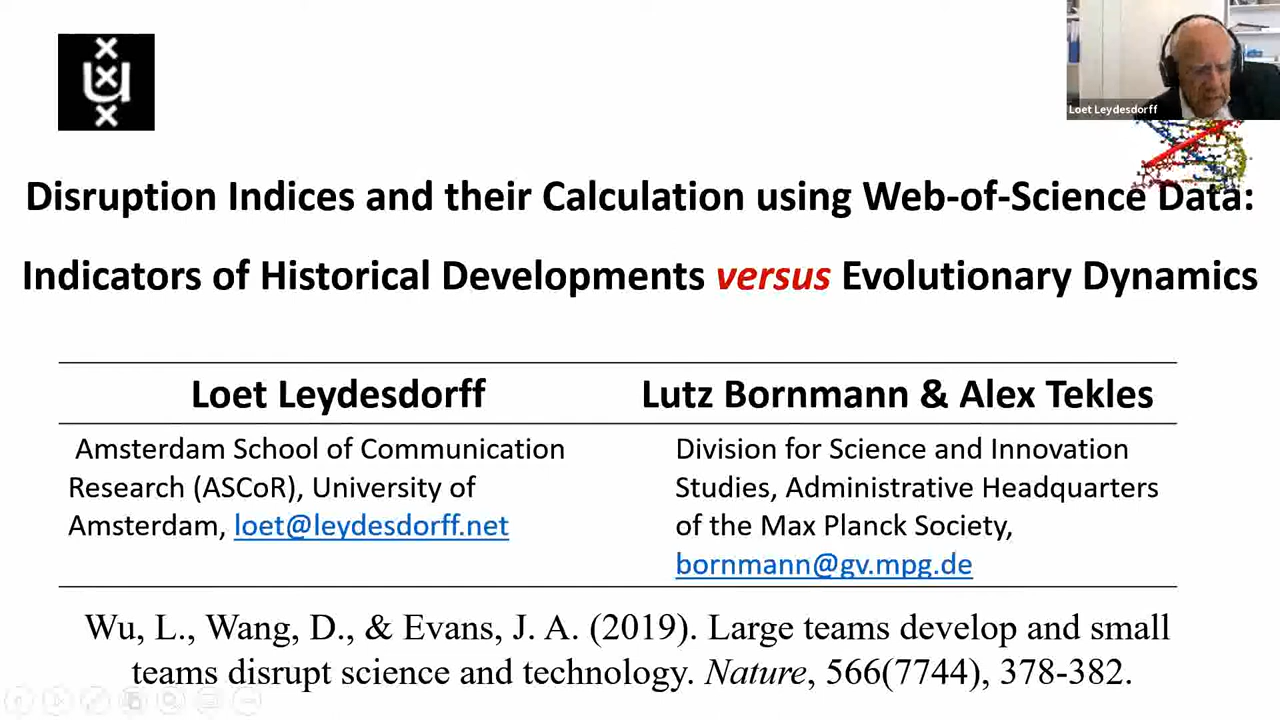 Loet Leydesdorff
Disruption Indices and their Calculation using Web-of-Science Data:
Indicators of Historical Developments versus Evolutionary Dynamics
Loet Leydesdorff
Amsterdam School of Communication
Research (ASCoR), University of
Amsterdam, loet@leydesdorff.net
Lutz Bornmann & Alex Tekles
Division for Science and Innovation
Studies, Administrative Headquarters
of the Max Planck Society,
bornmann@gv.mpg.de
Wu, L., Wang, D., & Evans, J. A. (2019). Large teams develop and small
teams disrupt science and technology. Nature, 566(7744), 378-382.